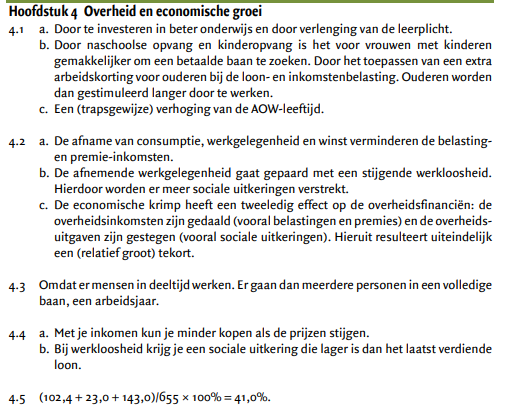 Hoofdstuk 4 Overheid en economische groei
4.1 a. Door te investeren in beter onderwijs en door verlenging van de leerplicht.
b. Door naschoolse opvang en kinderopvang is het voor vrouwen met kinderen
gemakkelijker om een betaalde baan te zoeken. Door het toepassen van een extra
arbeidskorting voor ouderen bij de loon- en inkomstenbelasting. Ouderen worden
dan gestimuleerd langer door te werken.
c. Een (trapsgewijze) verhoging van de AOW-leeftijd.
4.2 a. De afname van consumptie, werkgelegenheid en winst verminderen de belasting-
en premie-inkomsten.
b. De afnemende werkgelegenheid gaat gepaard met een stijgende werkloosheid.
Hierdoor worden er meer sociale uitkeringen verstrekt.
c. De economische krimp heeft een tweeledig effect op de overheidsfinanciën: de
overheidsinkomsten zijn gedaald (vooral belastingen en premies) en de overheids-
uitgaven zijn gestegen (vooral sociale uitkeringen). Hieruit resulteert uiteindelijk
een (relatief groot) tekort.
4.3 Omdat er mensen in deeltijd werken. Er gaan dan meerdere personen in een volledige
baan, een arbeidsjaar.
4.4 a. Met je inkomen kun je minder kopen als de prijzen stijgen.
b. Bij werkloosheid krijg je een sociale uitkering die lager is dan het laatst verdiende
loon.
4.5 (102,4 + 23,0 + 143,0)/655 × 100% = 41,0%.